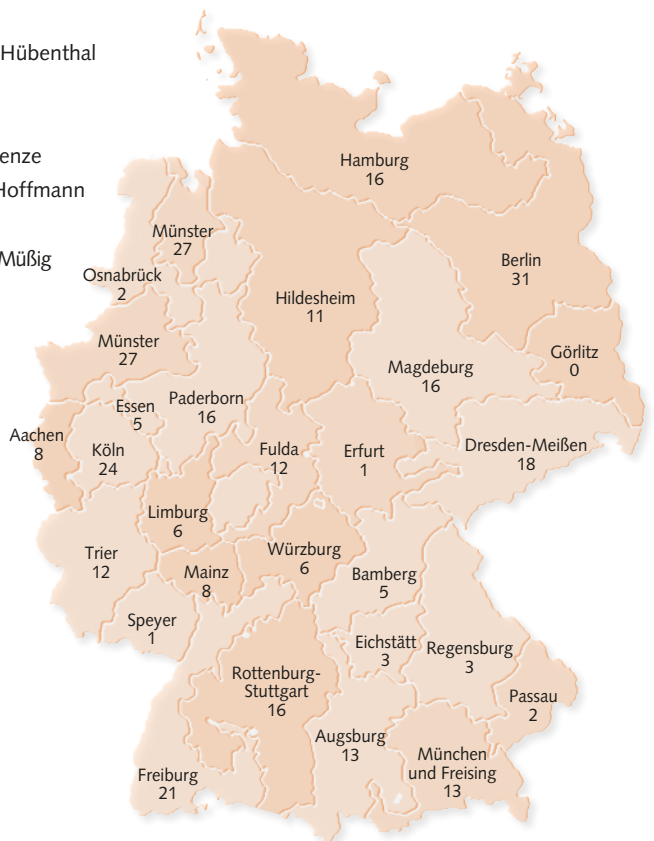 Hübenthal
enze
Hoffmann
Müßig
Hamburg
16
Münster
27
Osnabrück
2
Berlin
31
Hildesheim
11
Münster
27
Görlitz
0
Magdeburg
16
Essen
5
Paderborn
16
Aachen
8
Köln
24
Fulda
12
Erfurt
1
Dresden-Meißen
18
Limburg
6
Trier
12
Mainz
8
Würzburg
6
Bamberg
5
Speyer
1
Eichstätt
3
Regensburg
3
Rottenburg-
Stuttgart
16
Passau
2
Augsburg
13
München
und Freising
13
Freiburg
21